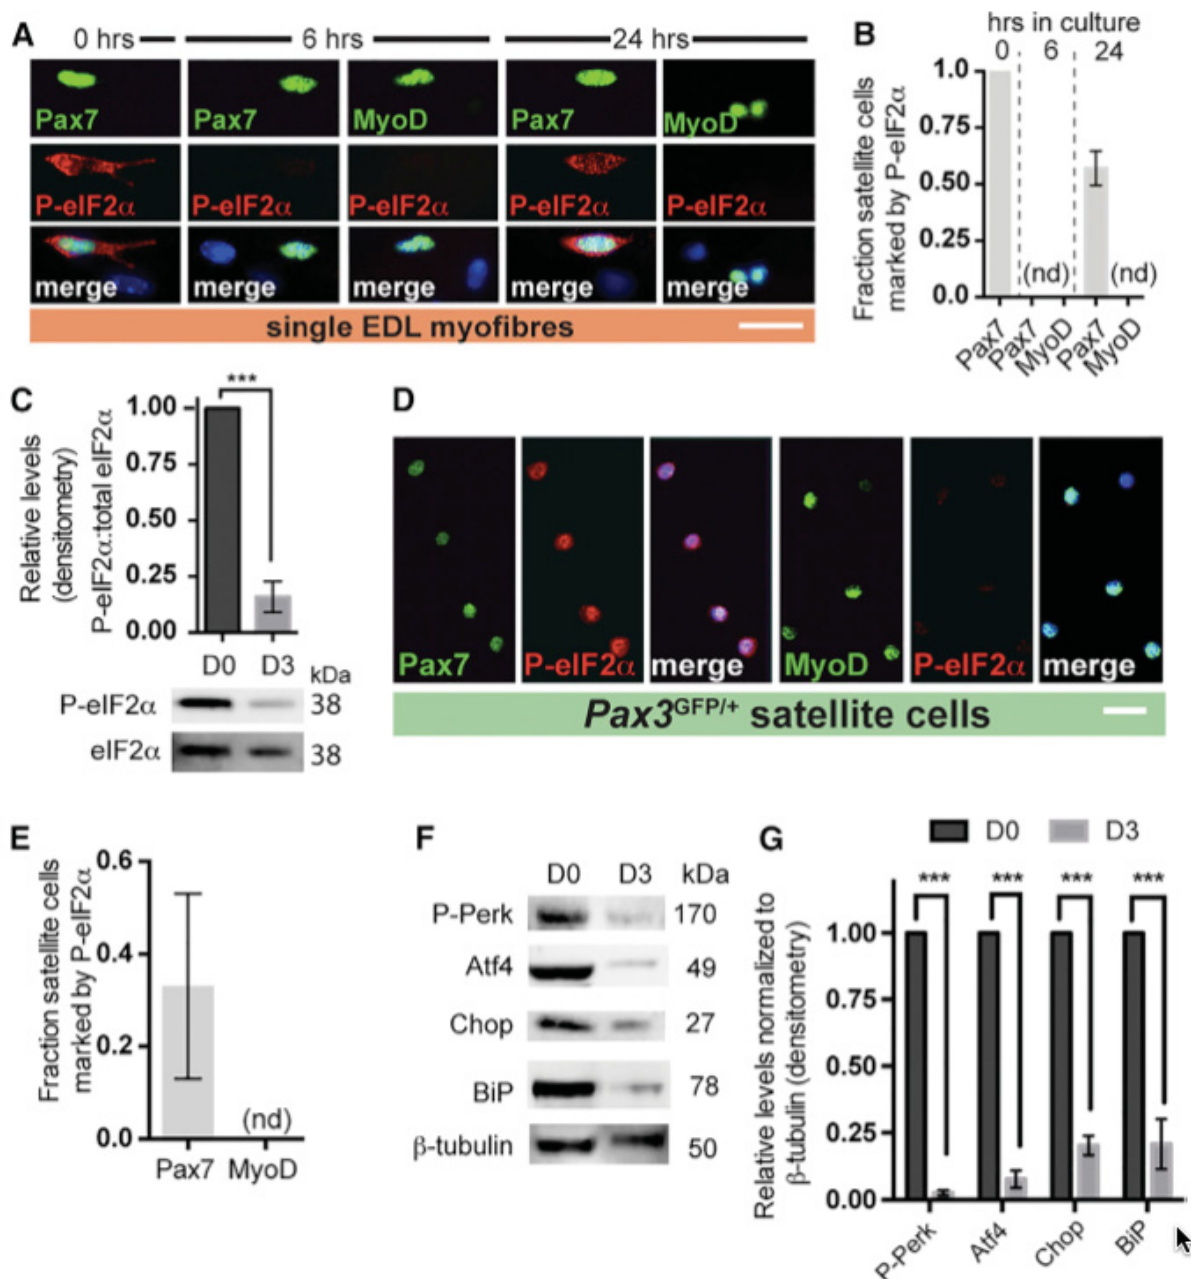 A
0 hrs
6 hrs
24 hrs
Pax7
Pax7
MyoD
Pax7
MyoD
P-eIF2α
P-eIF2α
P-eIF2α
P-eIF2α
P-eIF2α
merge
merge
merge
merge
merge
single EDL myofibres
B
hrs in culture
0 6 24
Fraction satellite cells
marked by P-eIF2α
1.0
0.75
0.50
0.25
0.0
(nd)
(nd)
Pax7
Pax7
MyoD
Pax7
MyoD
C
***
Relative levels
(densitometry)
P-eIF2α:total eIF2α
1.00
0.75
0.50
0.25
0.00
D0 D3
kDa
P-eIF2α 38
eIF2α 38
D
Pax7
P-eIF2α
merge
MyoD
P-eIF2α
merge
Pax3GFP/+ satellite cells
E
Fraction satellite cells
marked by P-eIF2α
0.6
0.4
0.2
0.0
(nd)
Pax7 MyoD
F
D0 D3 kDa
P-Perk 170
Atf4 49
Chop 27
BiP 78
β-tubulin 50
G
D0 D3
*** *** *** ***
Relative levels normalized to
β-tubulin (densitometry)
1.00
0.75
0.50
0.25
0.00
P-Perk
Atf4
Chop
BiP